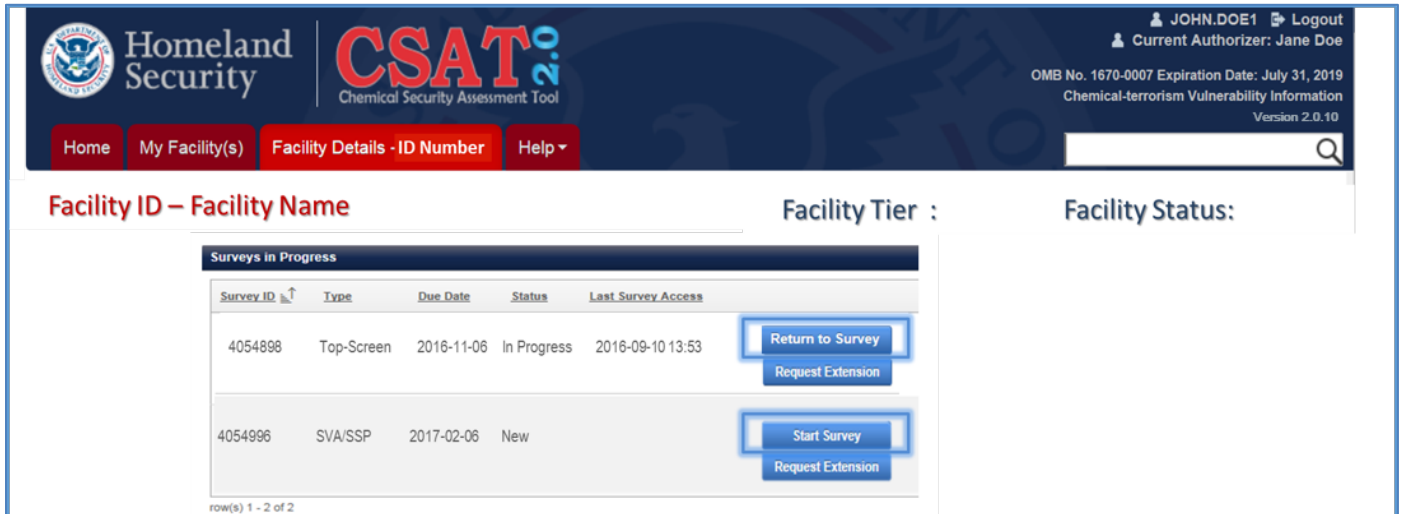 JOHN.DOE1 Logout
Homeland
Security
CSAT 2.0
Chemical Security Assessment Tool
Current Authorizer: Jane Doe
OMB No. 1670-0007 Expiration Date: July 31, 2019
Chemical-terrorism Vulnerability Information
Version 2.0.10
Home My Facility(s) Facility Details - ID Number Help
Facility ID – Facility Name Facility Tier : Facility Status:
Surveys in Progress
Survey ID Type Due Date Status Last Survey Access
4054898 Top-Screen 2016-11-06 In Progress 2016-09-10 13:53 Return to Survey
Request Extension
4054996 SVA/SSP 2017-02-06 New Start Survey
Request Extension
row(s) 1 - 2 of 2